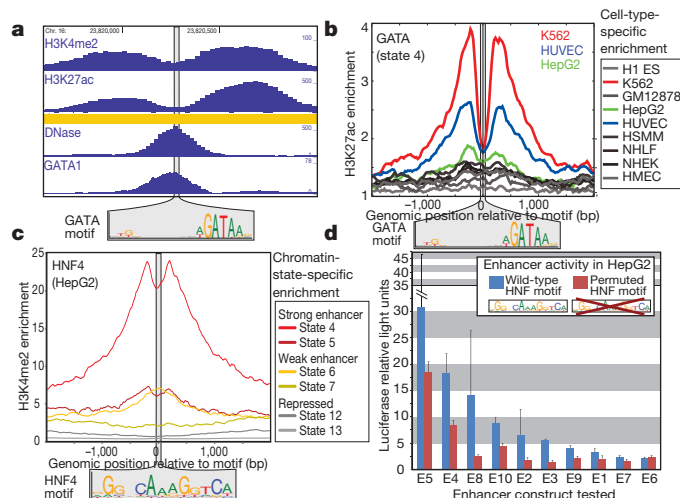 a
Chr. 16: 23,820,000 23,820,500
H3K4me2 100
H3K27ac 500
DNase 500
GATA1 78
GATA motif
GATA
b
GATA (state 4)
K562
HUVEC
HepG2
H3K27ac enrichment
4
3
2
1
–1,000 0 1,000
Genomic position relative to motif (bp)
GATA motif
GATA
Cell-type-specific enrichment
H1 ES
K562
GM12878
HepG2
HUVEC
HSMM
NHLF
NHEK
HMEC
c
HNF4 (HepG2)
H3K4me2 enrichment
25
20
15
10
5
0
–1,000 0 1,000
Genomic position relative to motif (bp)
HNF4 motif
GG CAAAGGTCA
Chromatin-state-specific enrichment
Strong enhancer
State 4
State 5
Weak enhancer
State 6
State 7
Repressed
State 12
State 13
d
Enhancer activity in HepG2
Wild-type HNF motif
Permuted HNF motif
Luciferase relative light units
45
40
35
30
25
20
15
10
5
0
E5 E4 E8 E10 E2 E3 E9 E1 E7 E6
Enhancer construct tested